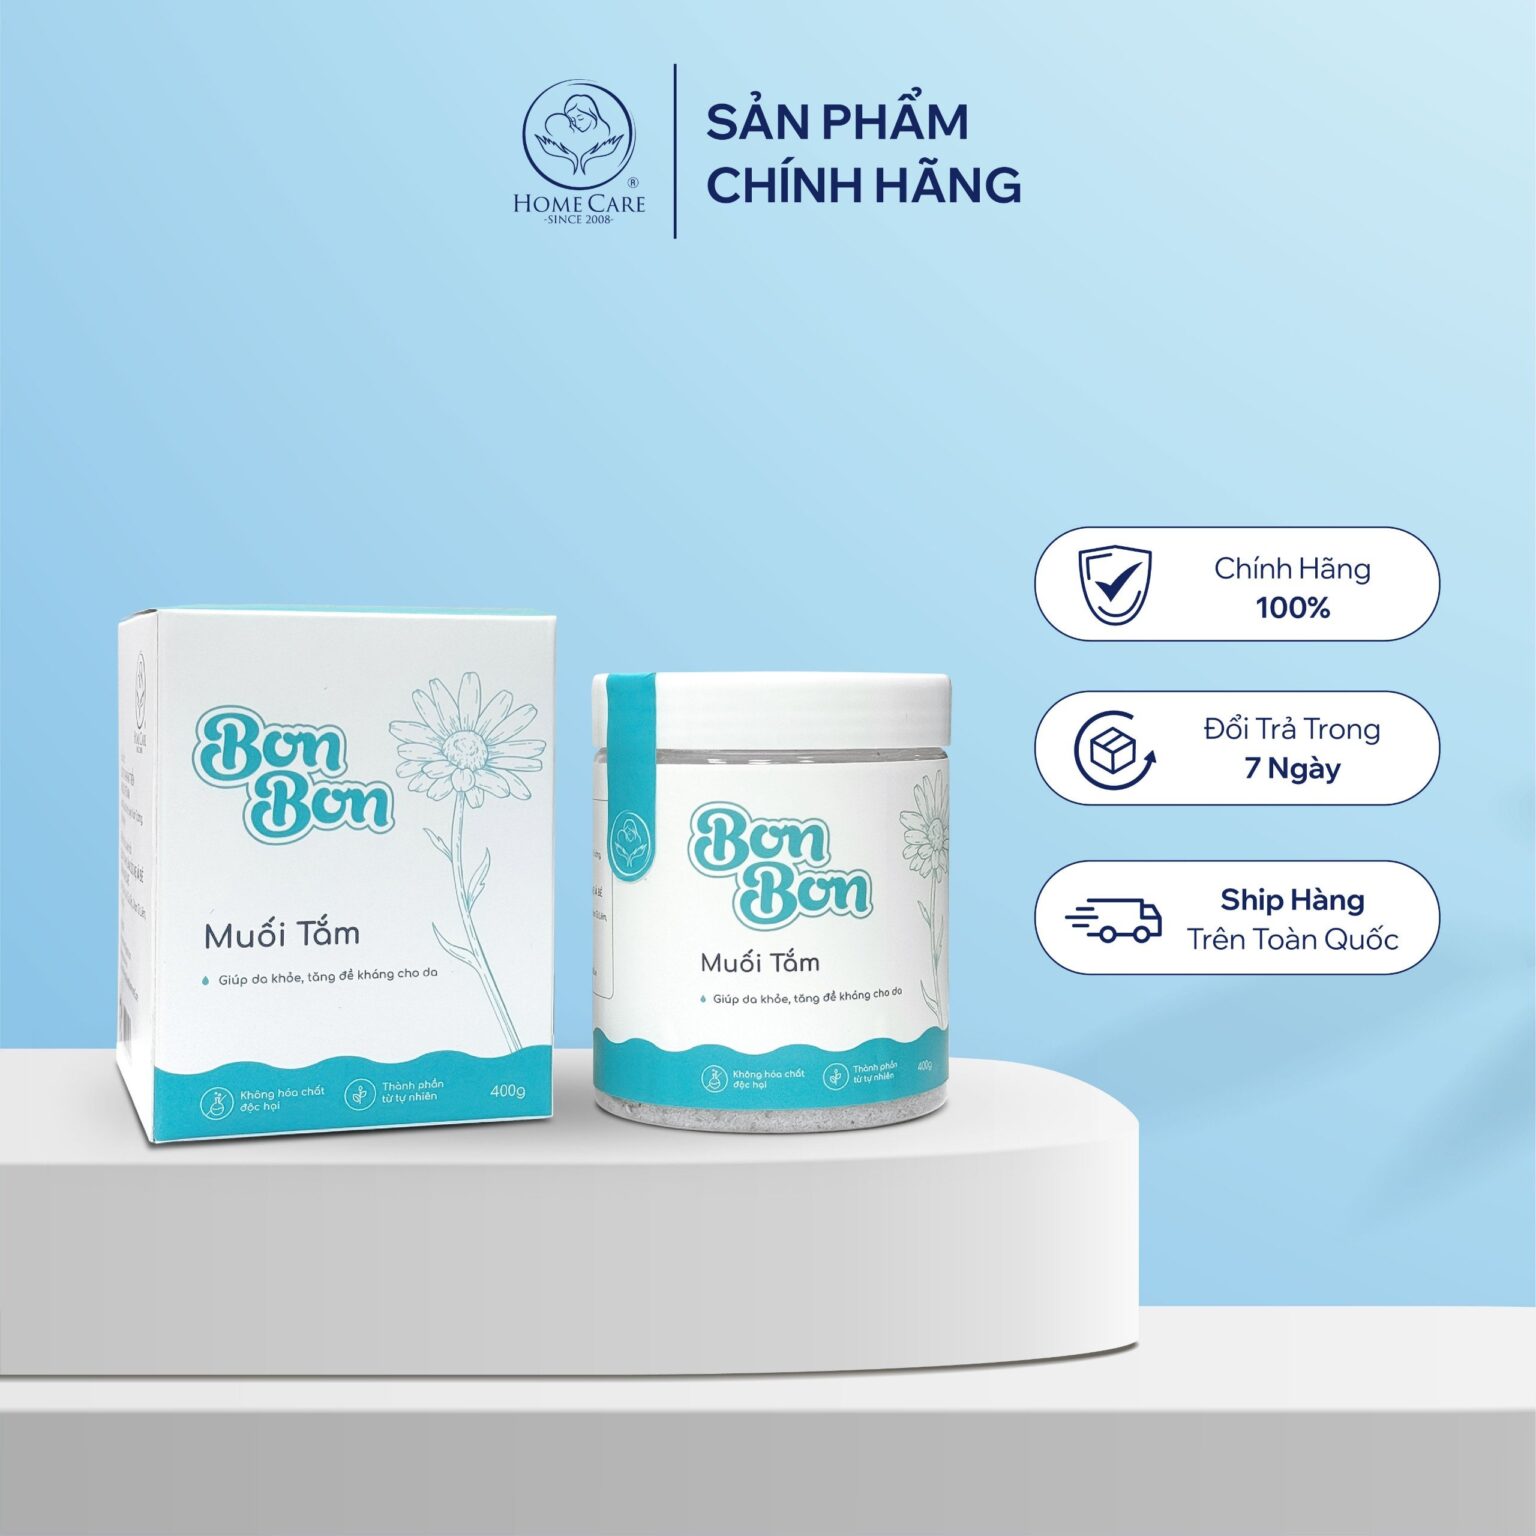 HOME CARE
®
-SINCE 2008-
SẢN PHẨM
CHÍNH HÃNG
Chính Hãng
100%
Đổi Trả Trong
7 Ngày
Ship Hàng
Trên Toàn Quốc
Bon
Bon
Muối Tắm
Giúp da khỏe, tăng đề kháng cho da
Không hóa chất
độc hại
Thành phần
từ tự nhiên
400g
Bon
Bon
Muối Tắm
Giúp da khỏe, tăng đề kháng cho da
Không hóa chất
độc hại
Thành phần
từ tự nhiên
400g